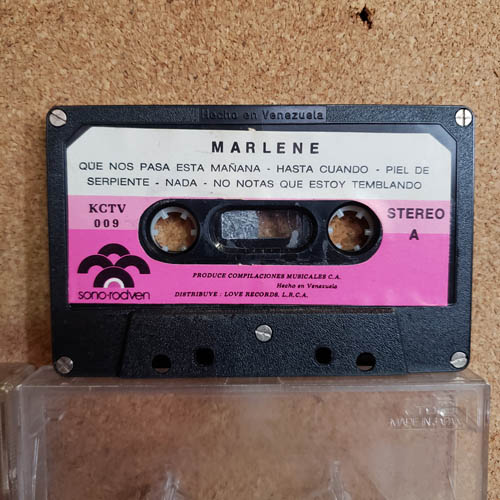 Hecho en Venezuela
MARLENE
QUE NOS PASA ESTA MAÑANA - HASTA CUANDO - PIEL DE
SERPIENTE - NADA - NO NOTAS QUE ESTOY TEMBLANDO
KCTV
009
STEREO
A
sono-rodven
PRODUCE COMPILACIONES MUSICALES C.A.
Hecho en Venezuela
DISTRIBUYE : LOVE RECORDS, L.R.C.A.
MADE IN JAPAN